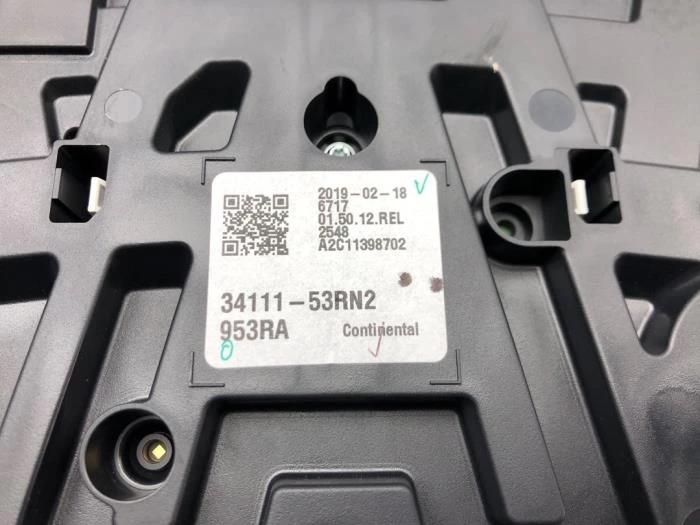 2019-02-18
6717
01.50.12.REL
2548
A2C11398702
34111-53RN2
953RA
Continental